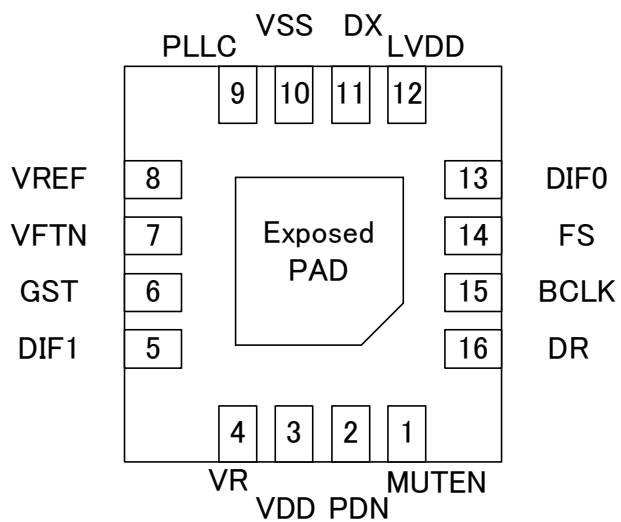 VSS DX
PLLC LVDD
9 10 11 12
VREF 8 13 DIF0
VFTN 7 Exposed 14 FS
PAD
GST 6 15 BCLK
DIF1 5 16 DR
4 3 2 1
VR MUTEN
VDD PDN